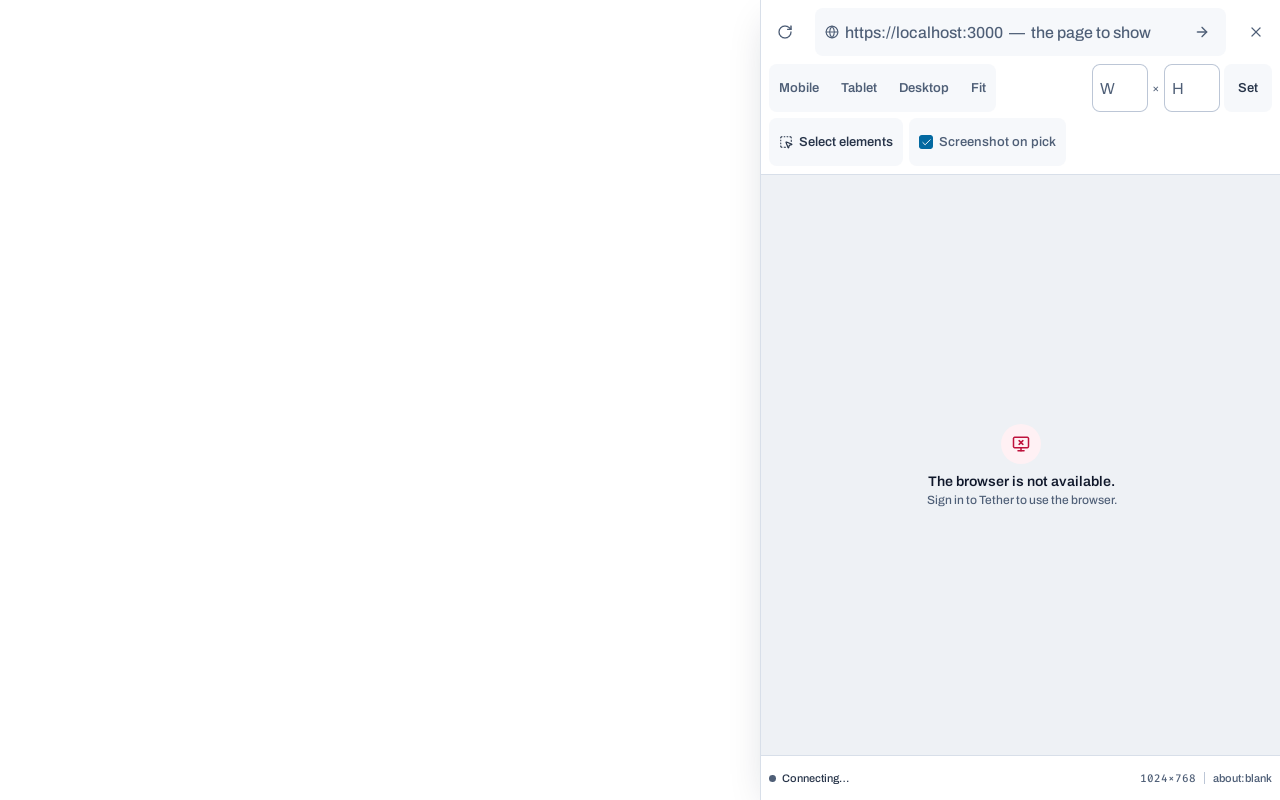 https://localhost:3000 — the page to show
Mobile Tablet Desktop Fit W × H Set
Select elements Screenshot on pick
The browser is not available.
Sign in to Tether to use the browser.
Connecting… 1024×768 about:blank